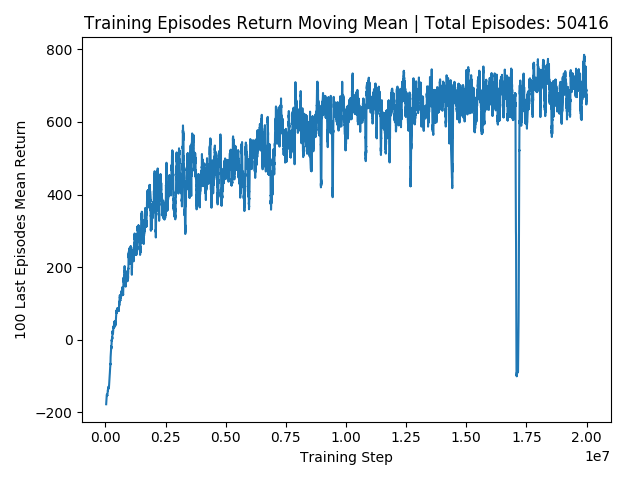 Training Episodes Return Moving Mean | Total Episodes: 50416
800
600
400
200
0
−200
100 Last Episodes Mean Return
0.00 0.25 0.50 0.75 1.00 1.25 1.50 1.75 2.00
1e7
Training Step